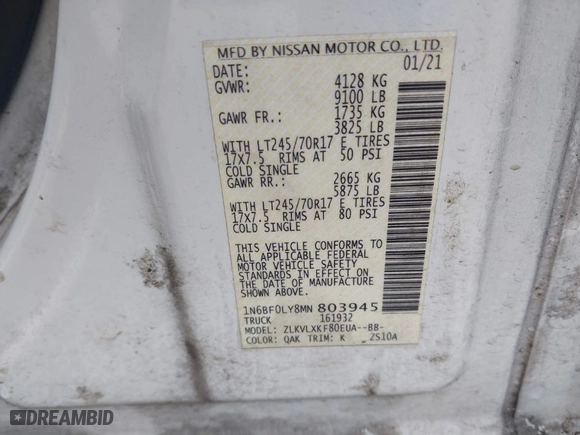 MFD BY NISSAN MOTOR CO., LTD.
DATE: 01/21
GVWR: 4128 KG
9100 LB
GAWR FR.: 1735 KG
3825 LB
WITH LT245/70R17 E TIRES
17X7.5 RIMS AT 50 PSI
COLD SINGLE
GAWR RR.: 2665 KG
5875 LB
WITH LT245/70R17 E TIRES
17X7.5 RIMS AT 80 PSI
COLD SINGLE
THIS VEHICLE CONFORMS TO
ALL APPLICABLE FEDERAL
MOTOR VEHICLE SAFETY
STANDARDS IN EFFECT ON
THE DATE OF MANUFACTURE
SHOWN ABOVE.
1N6BF0LY8MN803945
TRUCK 161932
MODEL: ZLKVLXKF80EUA--BB-
COLOR: QAK TRIM: K ZS10A
DREAMBID